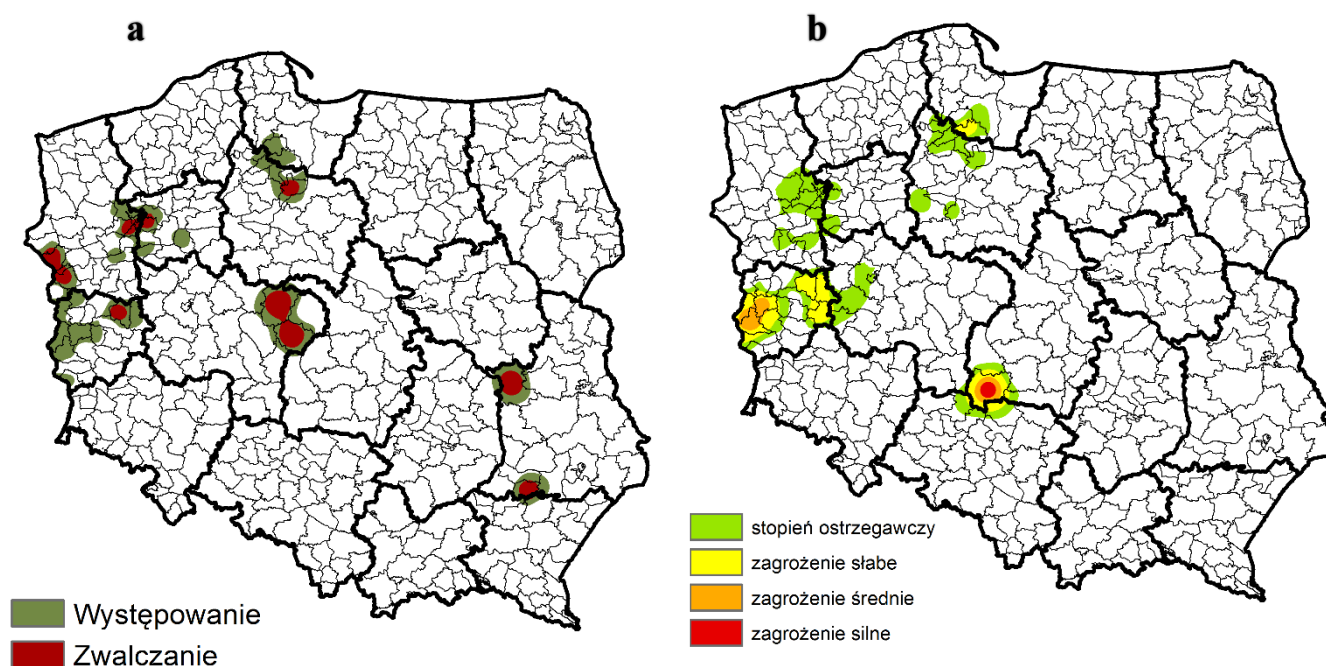 a
b
Występowanie
Zwalczanie
stopień ostrzegawczy
zagrożenie słabe
zagrożenie średnie
zagrożenie silne